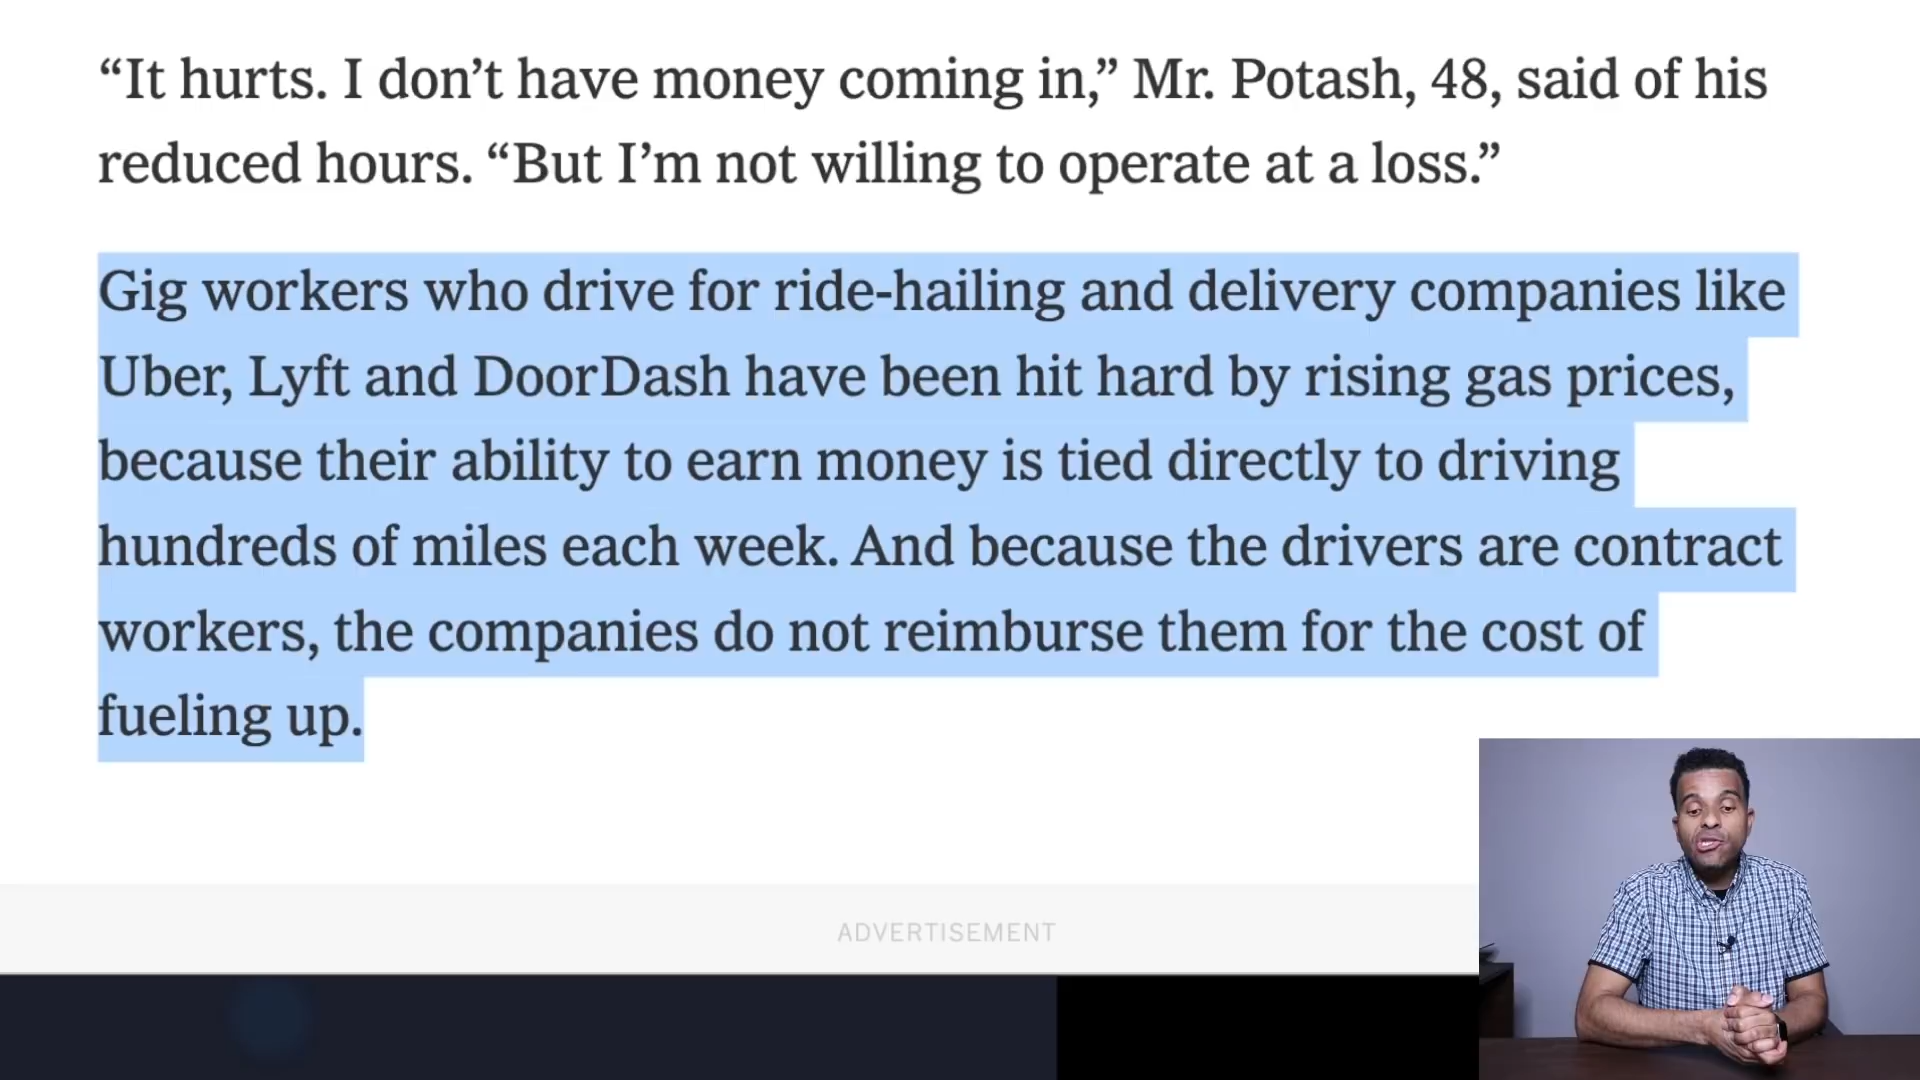 “It hurts. I don’t have money coming in,” Mr. Potash, 48, said of his
reduced hours. “But I’m not willing to operate at a loss.”
Gig workers who drive for ride-hailing and delivery companies like
Uber, Lyft and DoorDash have been hit hard by rising gas prices,
because their ability to earn money is tied directly to driving
hundreds of miles each week. And because the drivers are contract
workers, the companies do not reimburse them for the cost of
fueling up.
ADVERTISEMENT